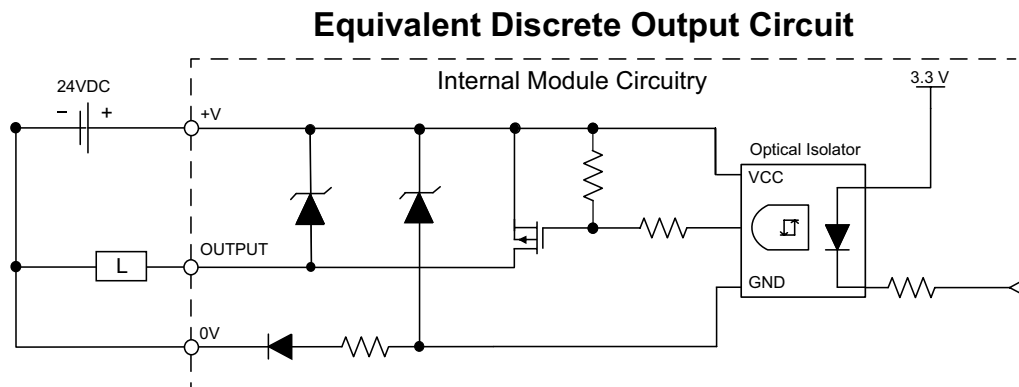 Equivalent Discrete Output Circuit
Internal Module Circuitry
24VDC
3.3 V
− +
+V
Optical Isolator
VCC
OUTPUT
L
GND
0V